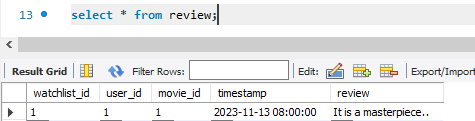 13 select * from review;
Result Grid Filter Rows: Edit: Export/Import
watchlist_id user_id movie_id timestamp review
1 1 1 2023-11-13 08:00:00 It is a masterpiece..